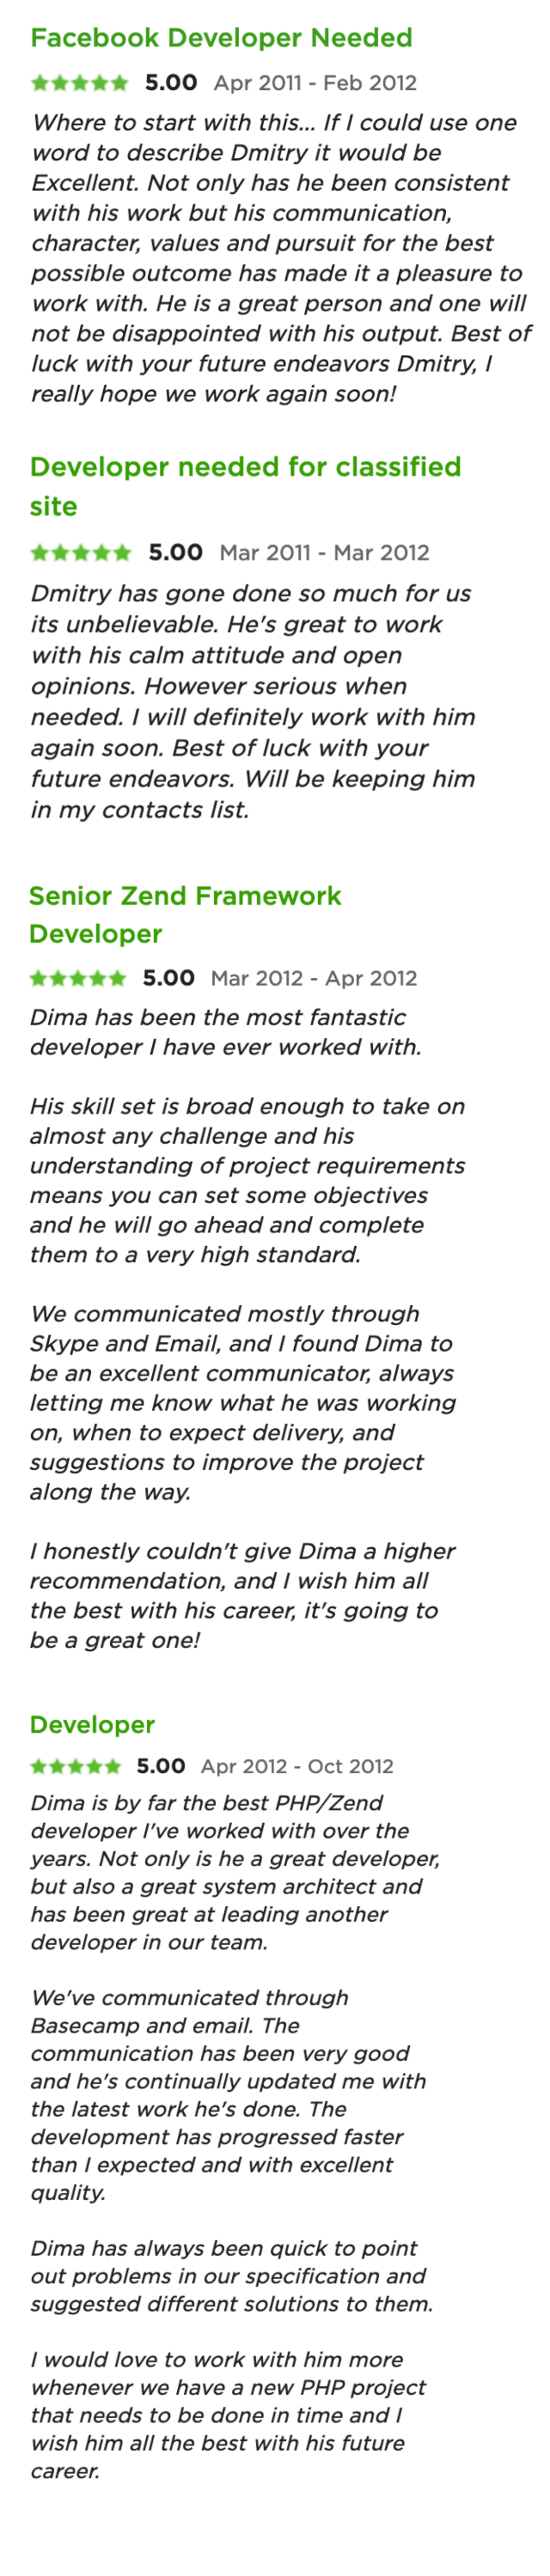 Facebook Developer Needed
5.00 Apr 2011 - Feb 2012
Where to start with this... If I could use one
word to describe Dmitry it would be
Excellent. Not only has he been consistent
with his work but his communication,
character, values and pursuit for the best
possible outcome has made it a pleasure to
work with. He is a great person and one will
not be disappointed with his output. Best of
luck with your future endeavors Dmitry, I
really hope we work again soon!
Developer needed for classified
site
5.00 Mar 2011 - Mar 2012
Dmitry has gone done so much for us
its unbelievable. He's great to work
with his calm attitude and open
opinions. However serious when
needed. I will definitely work with him
again soon. Best of luck with your
future endeavors. Will be keeping him
in my contacts list.
Senior Zend Framework
Developer
5.00 Mar 2012 - Apr 2012
Dima has been the most fantastic
developer I have ever worked with.
His skill set is broad enough to take on
almost any challenge and his
understanding of project requirements
means you can set some objectives
and he will go ahead and complete
them to a very high standard.
We communicated mostly through
Skype and Email, and I found Dima to
be an excellent communicator, always
letting me know what he was working
on, when to expect delivery, and
suggestions to improve the project
along the way.
I honestly couldn't give Dima a higher
recommendation, and I wish him all
the best with his career, it's going to
be a great one!
Developer
5.00 Apr 2012 - Oct 2012
Dima is by far the best PHP/Zend
developer I've worked with over the
years. Not only is he a great developer,
but also a great system architect and
has been great at leading another
developer in our team.
We've communicated through
Basecamp and email. The
communication has been very good
and he's continually updated me with
the latest work he's done. The
development has progressed faster
than I expected and with excellent
quality.
Dima has always been quick to point
out problems in our specification and
suggested different solutions to them.
I would love to work with him more
whenever we have a new PHP project
that needs to be done in time and I
wish him all the best with his future
career.